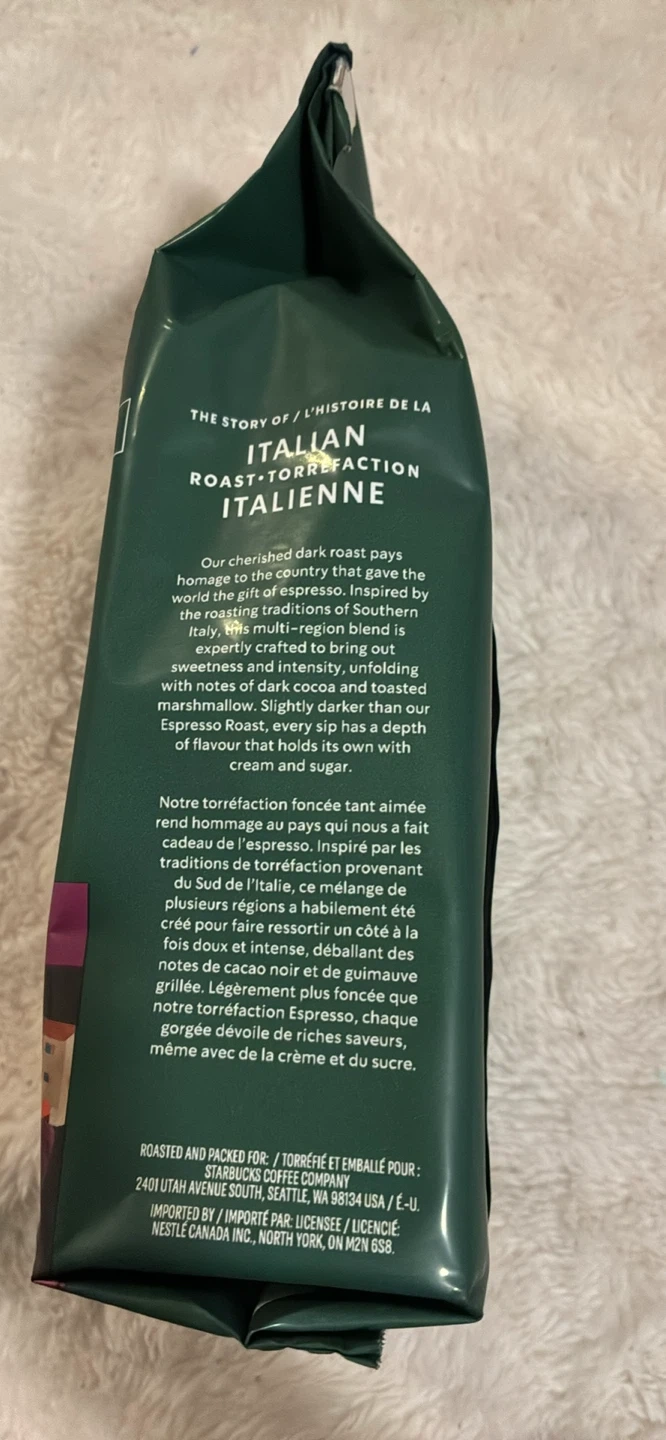 THE STORY OF / L'HISTOIRE DE LA
ITALIAN
ROAST•TORRÉFACTION
ITALIENNE
Our cherished dark roast pays
homage to the country that gave the
world the gift of espresso. Inspired by
the roasting traditions of Southern
Italy, this multi-region blend is
expertly crafted to bring out
sweetness and intensity, unfolding
with notes of dark cocoa and toasted
marshmallow. Slightly darker than our
Espresso Roast, every sip has a depth
of flavour that holds its own with
cream and sugar.
Notre torréfaction foncée tant aimée
rend hommage au pays qui nous a fait
cadeau de l'espresso. Inspiré par les
traditions de torréfaction provenant
du Sud de l'Italie, ce mélange de
plusieurs régions a habilement été
créé pour faire ressortir un côté à la
fois doux et intense, déballant des
notes de cacao noir et de guimauve
grillée. Légèrement plus foncée que
notre torréfaction Espresso, chaque
gorgée dévoile de riches saveurs,
même avec de la crème et du sucre.
ROASTED AND PACKED FOR: / TORRÉFIÉ ET EMBALLÉ POUR :
STARBUCKS COFFEE COMPANY
2401 UTAH AVENUE SOUTH, SEATTLE, WA 98134 USA / É.-U.
IMPORTED BY / IMPORTÉ PAR: LICENSEE / LICENCIÉ:
NESTLÉ CANADA INC., NORTH YORK, ON M2N 6S8.